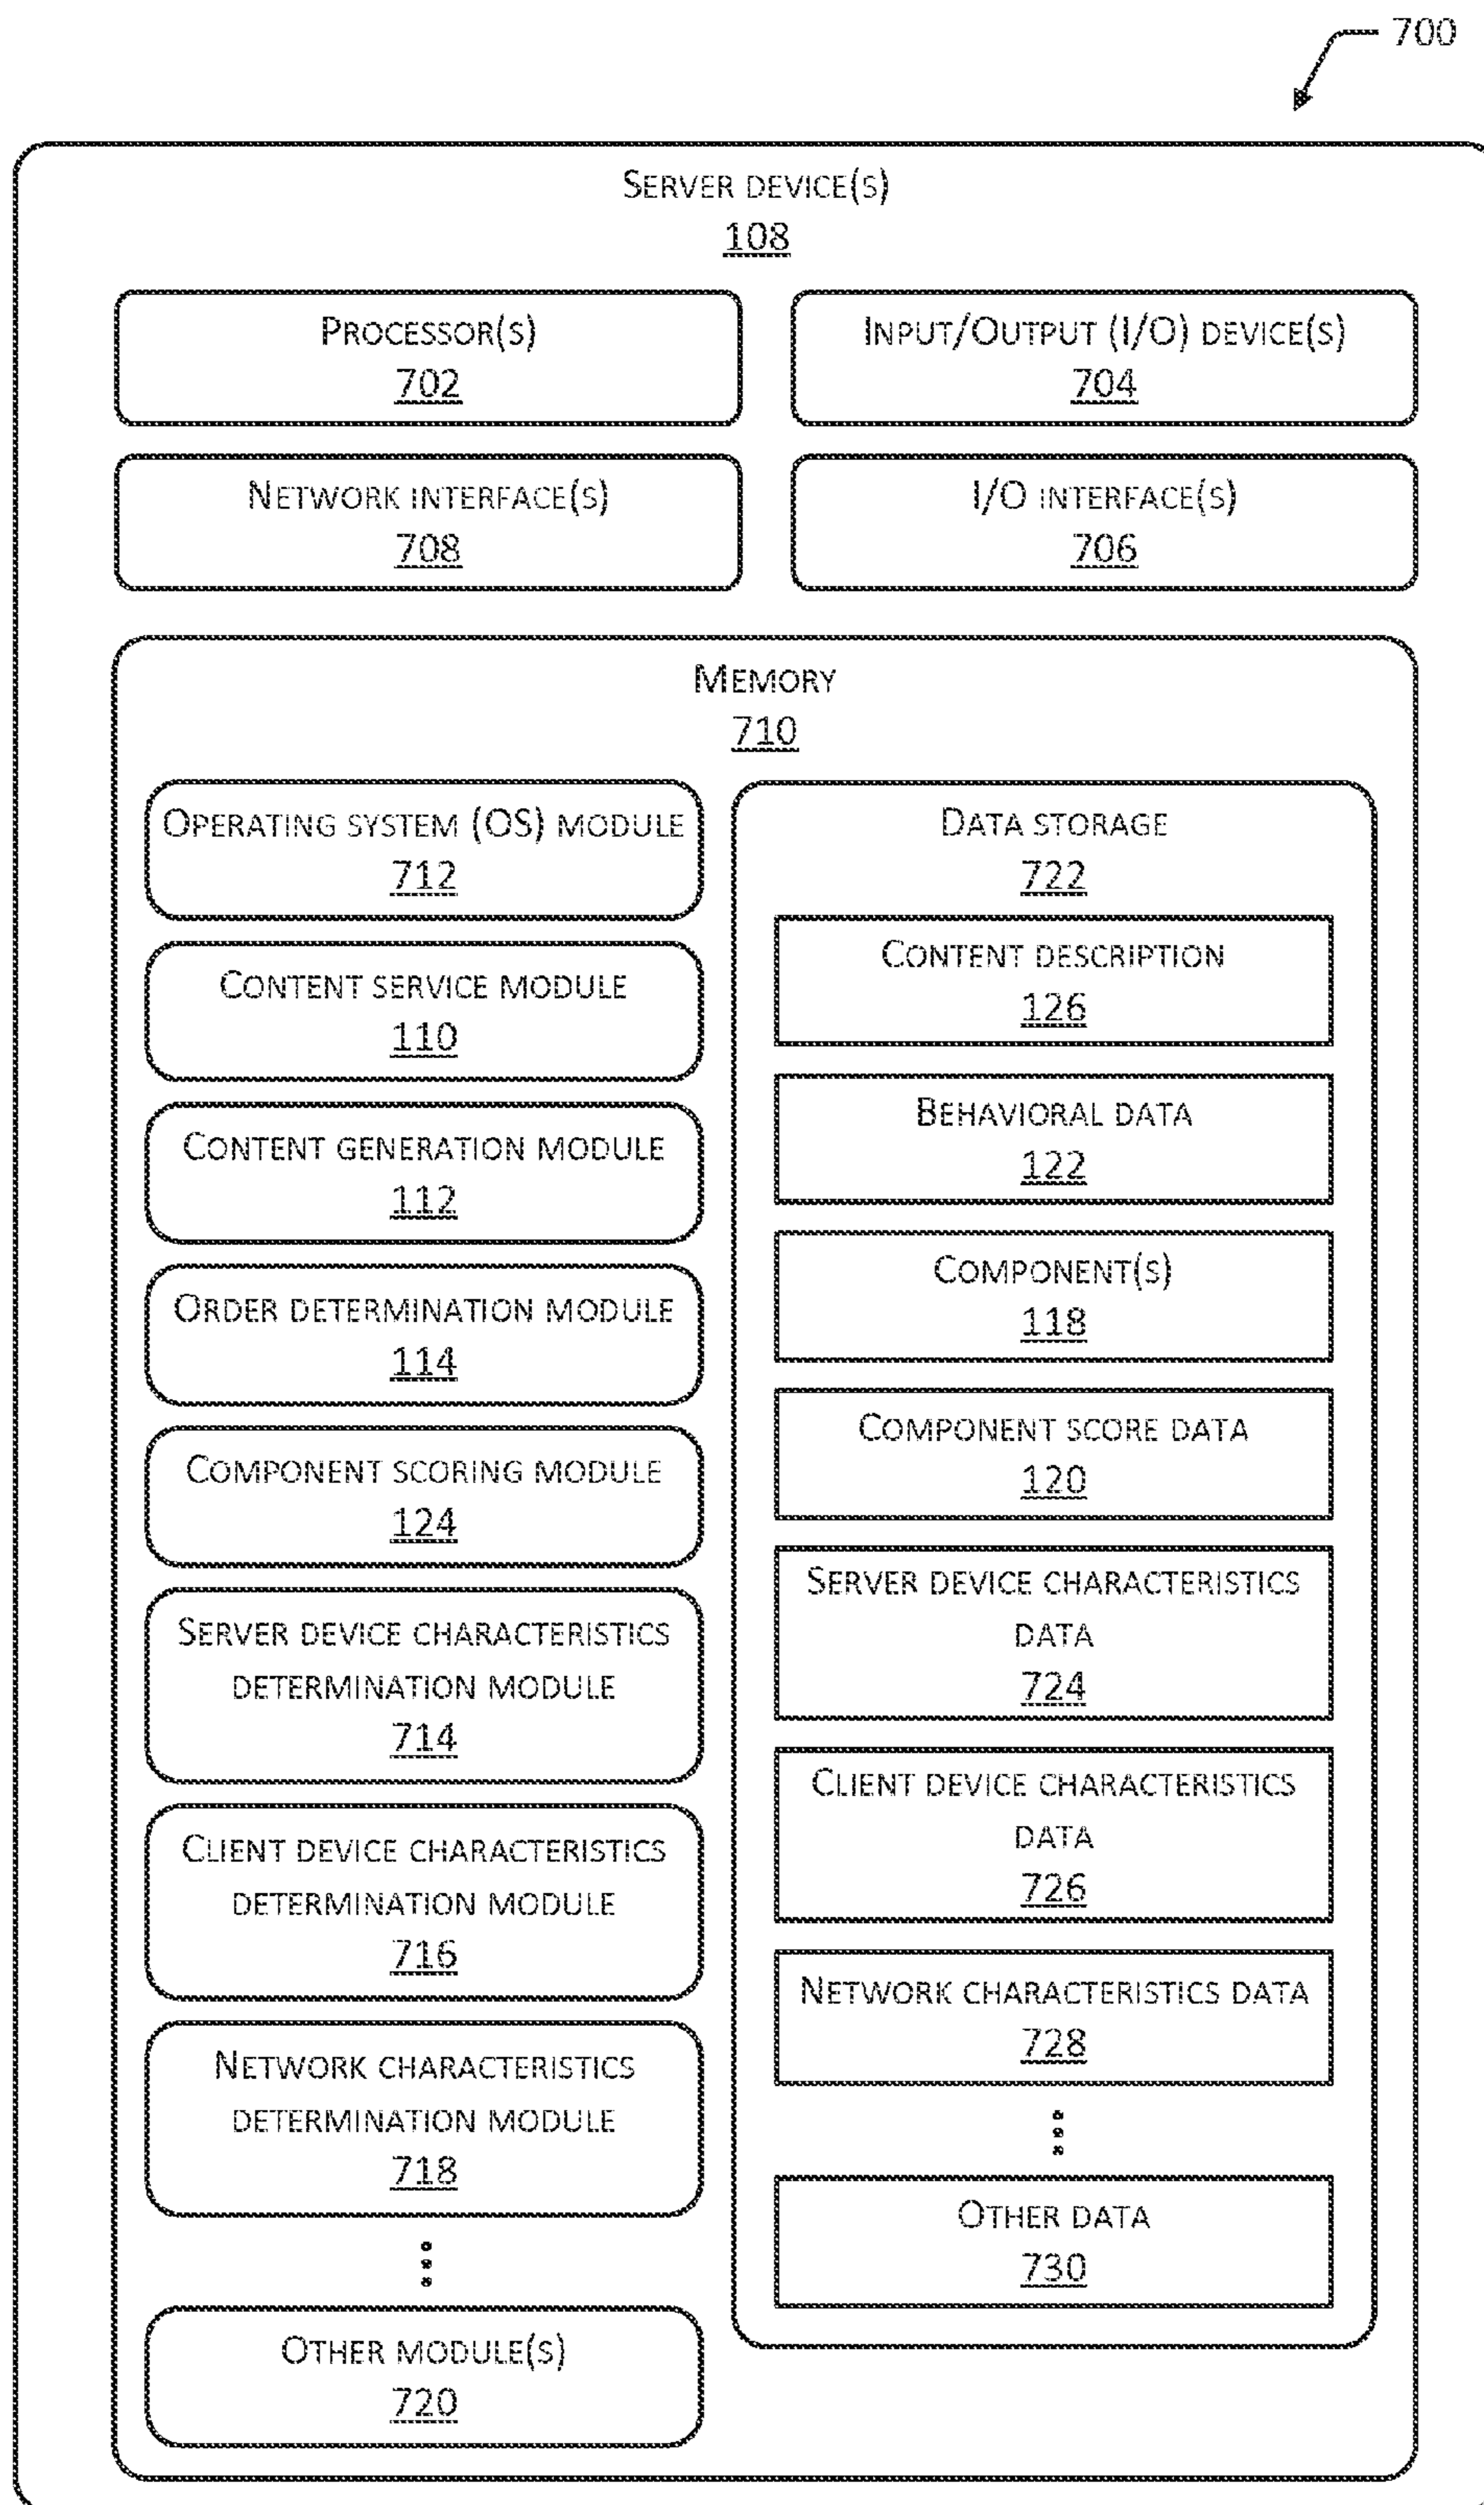 700
SERVER DEVICE(S)
108
PROCESSOR(S)
702
INPUT/OUTPUT (I/O) DEVICE(S)
704
NETWORK INTERFACE(S)
708
I/O INTERFACE(S)
706
MEMORY
710
OPERATING SYSTEM (OS) MODULE
712
CONTENT SERVICE MODULE
110
CONTENT GENERATION MODULE
112
ORDER DETERMINATION MODULE
114
COMPONENT SCORING MODULE
124
SERVER DEVICE CHARACTERISTICS
DETERMINATION MODULE
714
CLIENT DEVICE CHARACTERISTICS
DETERMINATION MODULE
716
NETWORK CHARACTERISTICS
DETERMINATION MODULE
718
OTHER MODULE(S)
720
DATA STORAGE
722
CONTENT DESCRIPTION
126
BEHAVIORAL DATA
122
COMPONENT(S)
118
COMPONENT SCORE DATA
120
SERVER DEVICE CHARACTERISTICS
DATA
724
CLIENT DEVICE CHARACTERISTICS
DATA
726
NETWORK CHARACTERISTICS DATA
728
OTHER DATA
730